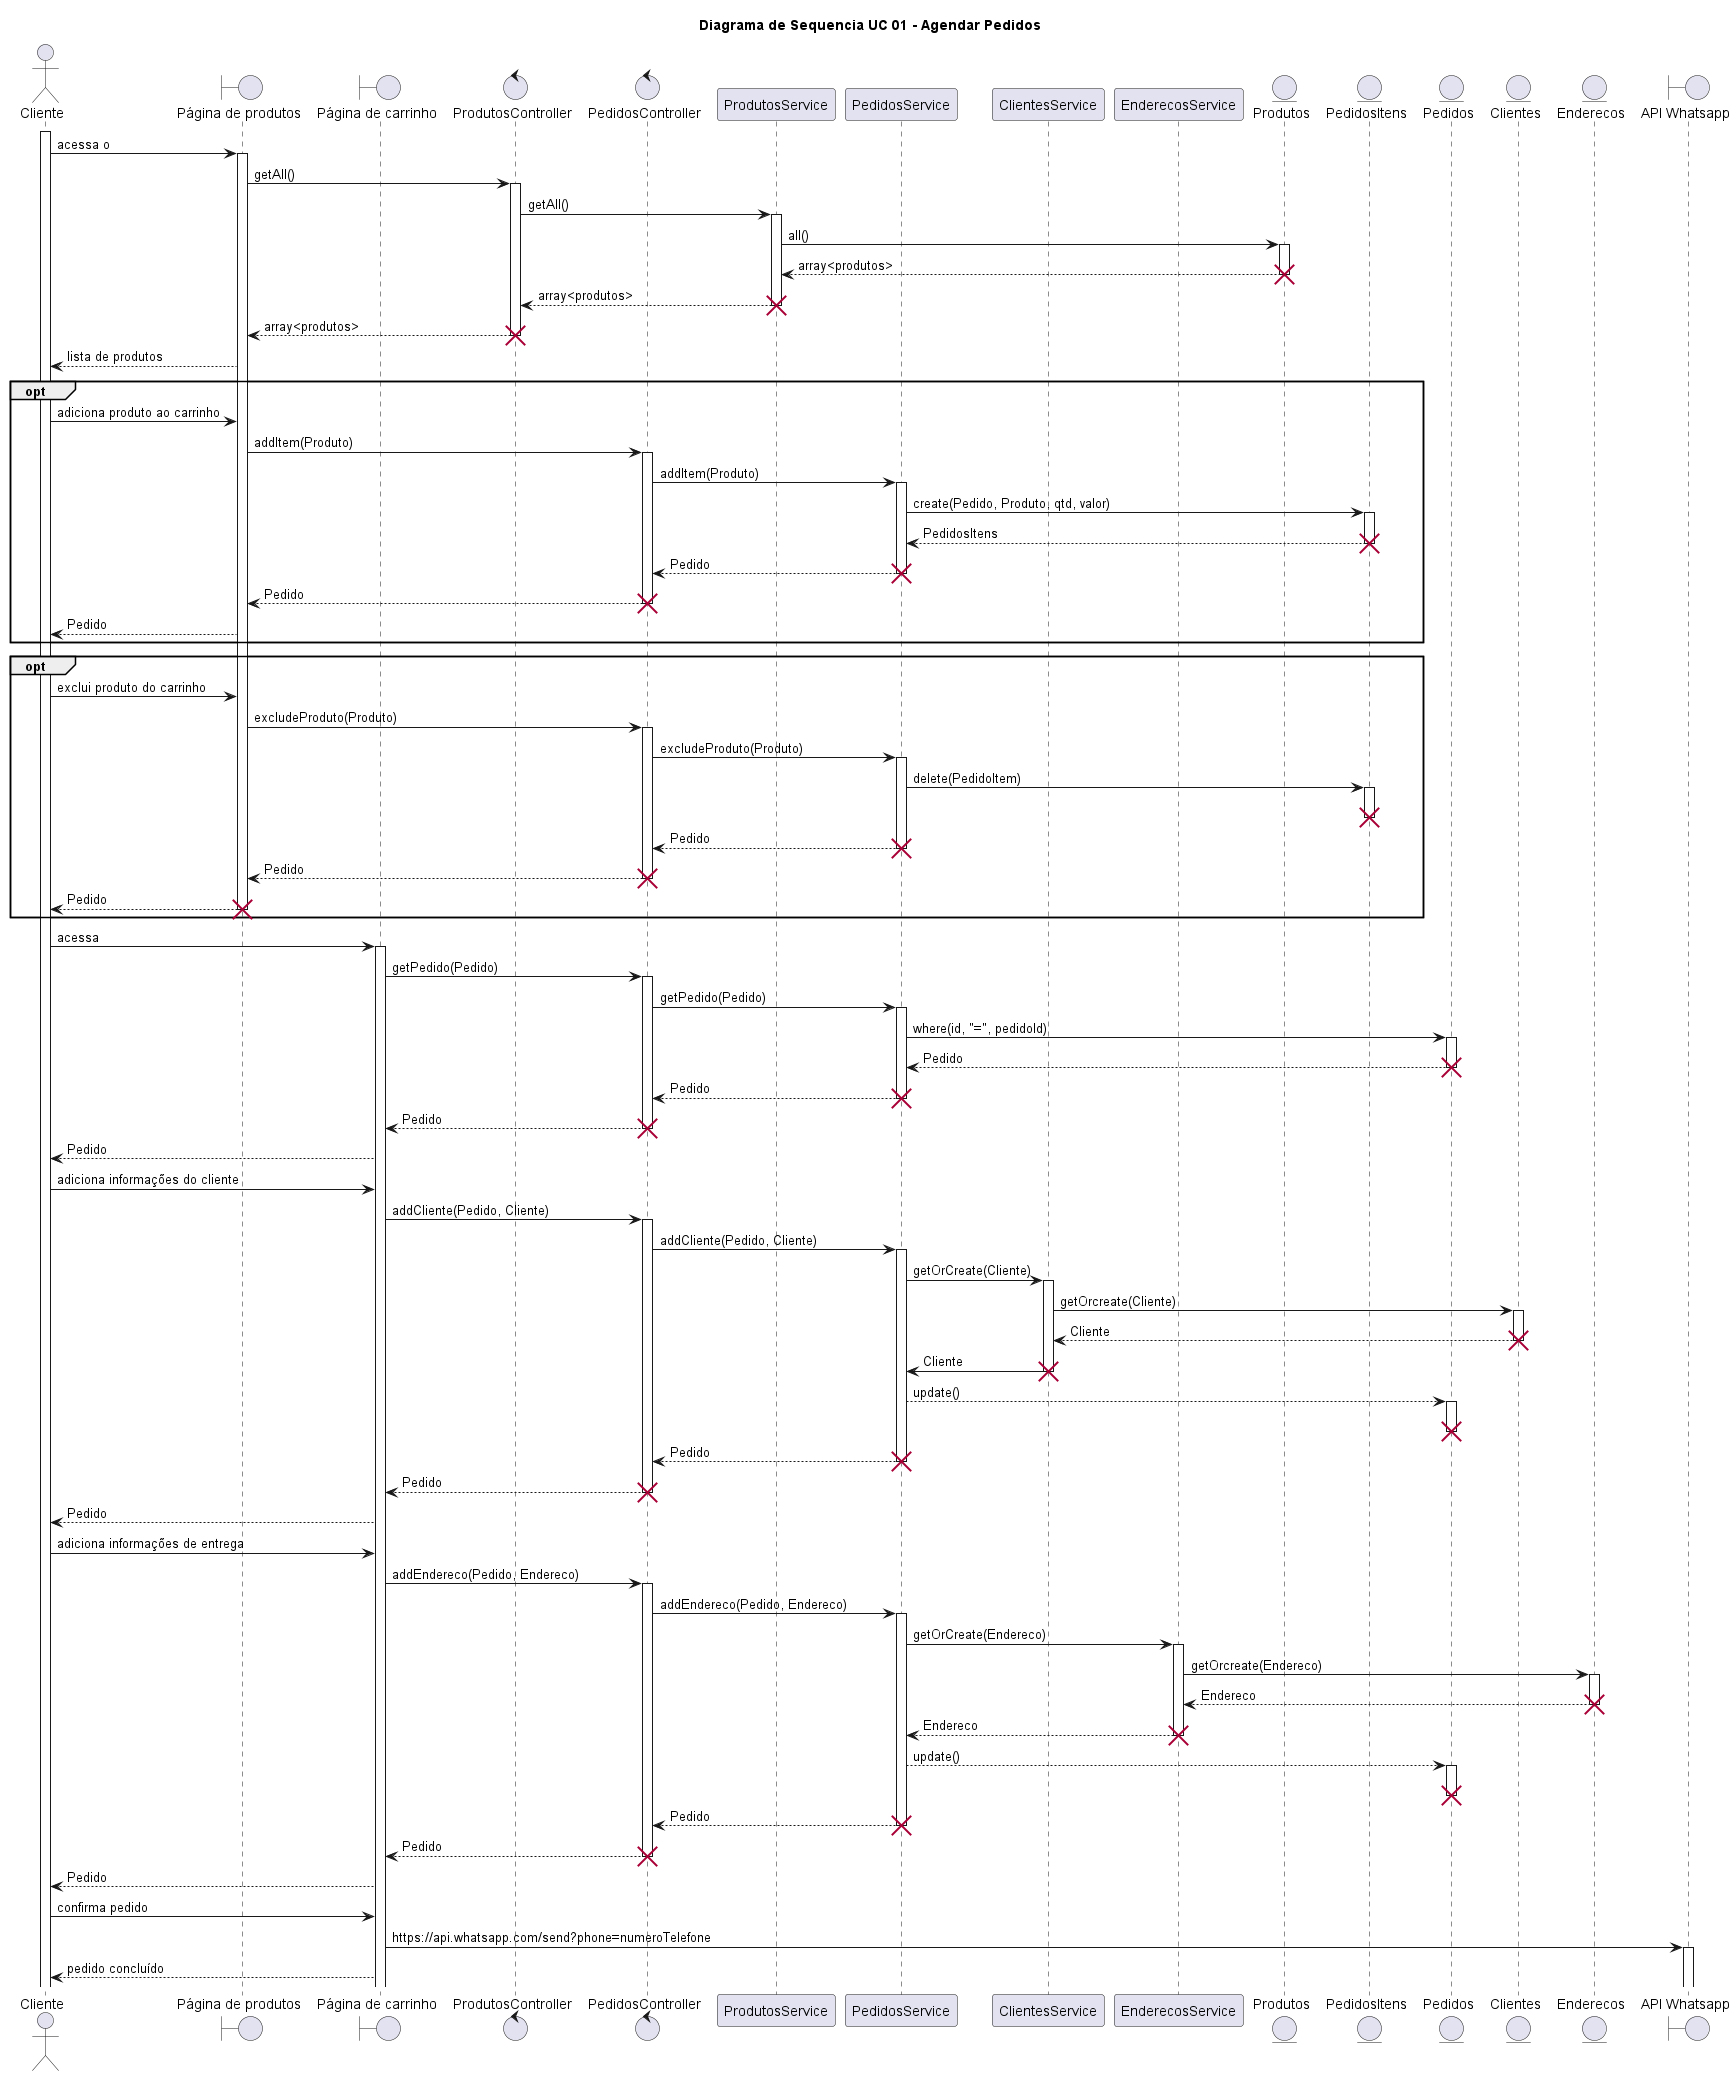 Diagrama de Sequencia UC 01 - Agendar Pedidos
Cliente
Página de produtos
Página de carrinho
ProdutosController
PedidosController
ProdutosService
PedidosService
ClientesService
EnderecosService
Produtos
PedidosItens
Pedidos
Clientes
Enderecos
API Whatsapp
acessa o
getAll()
getAll()
all()
array<produtos>
array<produtos>
array<produtos>
lista de produtos
opt
adiciona produto ao carrinho
addItem(Produto)
addItem(Produto)
create(Pedido, Produto, qtd, valor)
PedidosItens
Pedido
Pedido
Pedido
opt
exclui produto do carrinho
excludeProduto(Produto)
excludeProduto(Produto)
delete(PedidoItem)
Pedido
Pedido
Pedido
acessa
getPedido(Pedido)
getPedido(Pedido)
where(id, "=", pedidoId)
Pedido
Pedido
Pedido
Pedido
adiciona informações do cliente
addCliente(Pedido, Cliente)
addCliente(Pedido, Cliente)
getOrCreate(Cliente)
getOrcreate(Cliente)
Cliente
Cliente
update()
Pedido
Pedido
Pedido
adiciona informações de entrega
addEndereco(Pedido, Endereco)
addEndereco(Pedido, Endereco)
getOrCreate(Endereco)
getOrcreate(Endereco)
Endereco
Endereco
update()
Pedido
Pedido
Pedido
confirma pedido
https://api.whatsapp.com/send?phone=numeroTelefone
pedido concluído
Cliente
Página de produtos
Página de carrinho
ProdutosController
PedidosController
ProdutosService
PedidosService
ClientesService
EnderecosService
Produtos
PedidosItens
Pedidos
Clientes
Enderecos
API Whatsapp